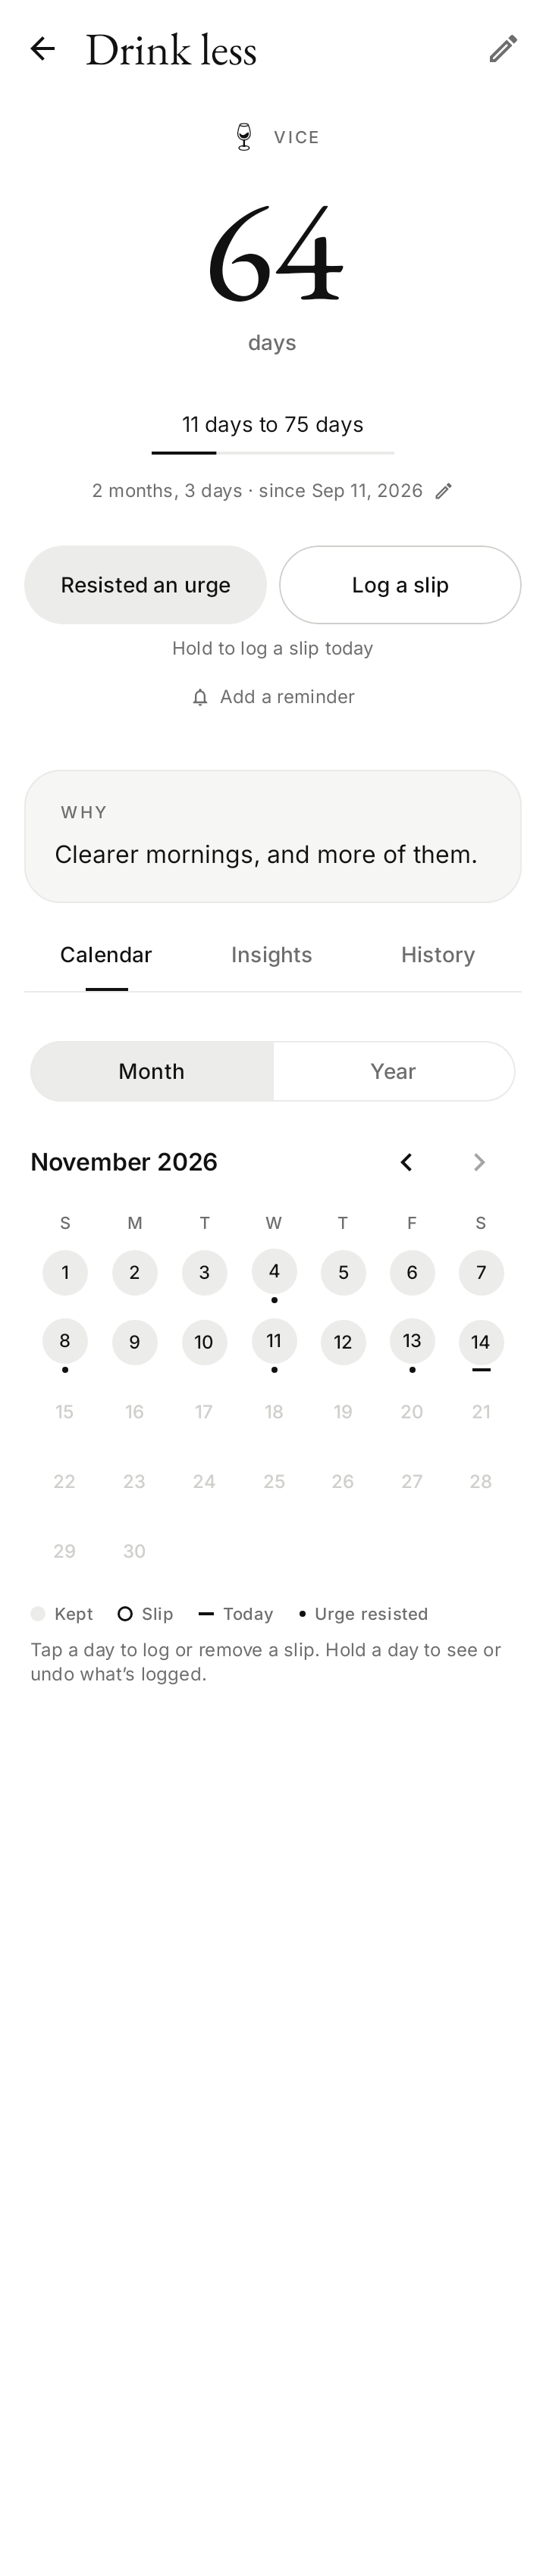 Drink less
VICE
64
days
11 days to 75 days
2 months, 3 days · since Sep 11, 2026
Resisted an urge Log a slip
Hold to log a slip today
Add a reminder
WHY
Clearer mornings, and more of them.
Calendar Insights History
Month Year
November 2026
S M T W T F S
1 2 3 4 5 6 7
8 9 10 11 12 13 14
15 16 17 18 19 20 21
22 23 24 25 26 27 28
29 30
Kept Slip Today Urge resisted
Tap a day to log or remove a slip. Hold a day to see or
undo what’s logged.